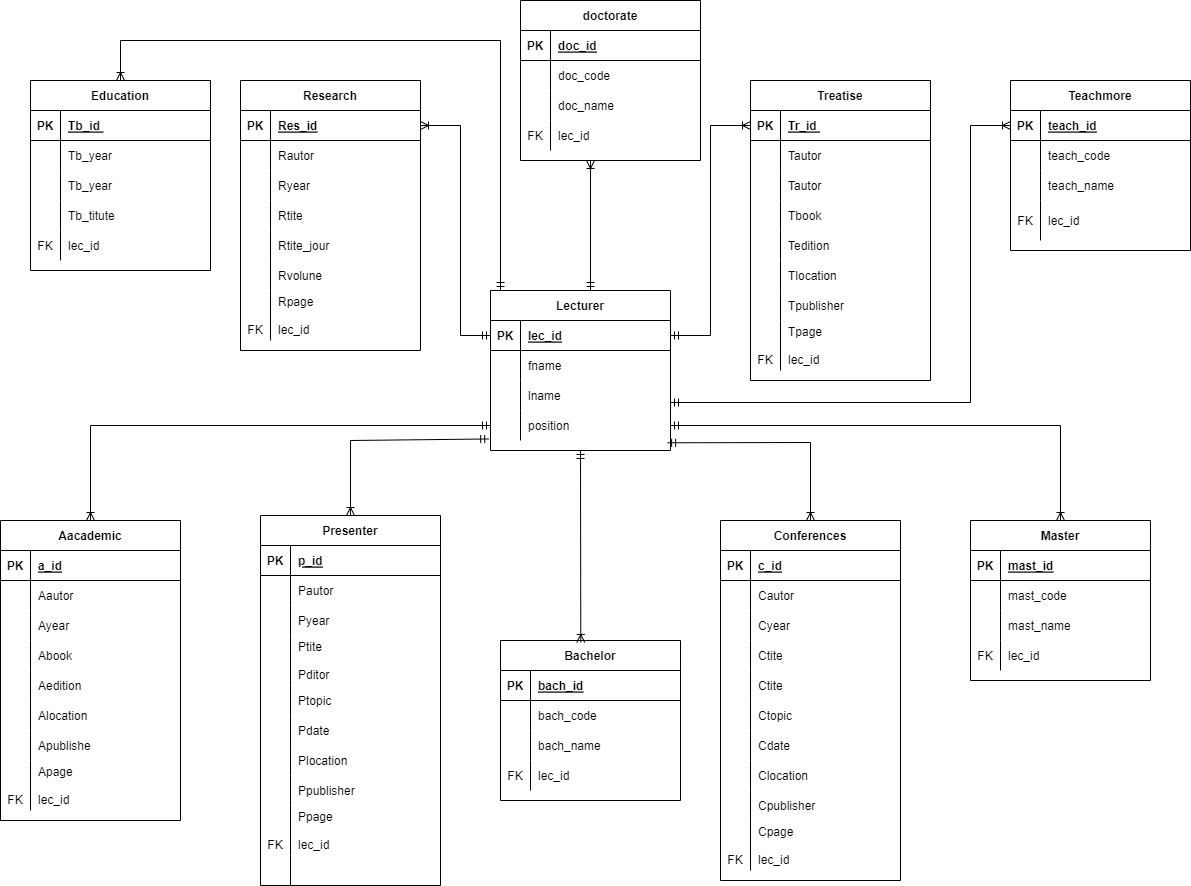 doctorate
PK doc_id
doc_code
doc_name
FK lec_id
Education
PK Tb_id
Tb_year
Tb_year
Tb_titute
FK lec_id
Research
PK Res_id
Rautor
Ryear
Rtite
Rtite_jour
Rvolune
Rpage
FK lec_id
Treatise
PK Tr_id
Tautor
Tautor
Tbook
Tedition
Tlocation
Tpublisher
Tpage
FK lec_id
Teachmore
PK teach_id
teach_code
teach_name
FK lec_id
Lecturer
PK lec_id
fname
lname
position
Aacademic
PK a_id
Aautor
Ayear
Abook
Aedition
Alocation
Apublishe
Apage
FK lec_id
Presenter
PK p_id
Pautor
Pyear
Ptite
Pditor
Ptopic
Pdate
Plocation
Ppublisher
Ppage
FK lec_id
Bachelor
PK bach_id
bach_code
bach_name
FK lec_id
Conferences
PK c_id
Cautor
Cyear
Ctite
Ctite
Ctopic
Cdate
Clocation
Cpublisher
Cpage
FK lec_id
Master
PK mast_id
mast_code
mast_name
FK lec_id